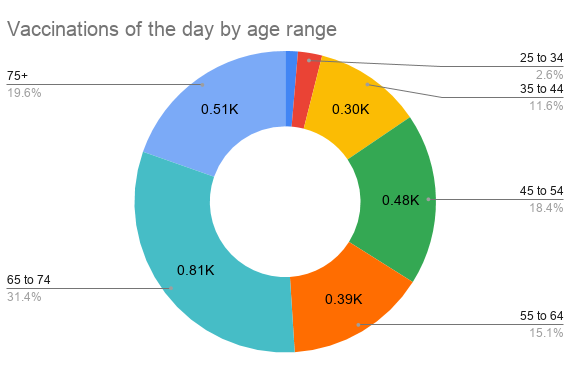 Vaccinations of the day by age range
25 to 34
2.6%
35 to 44
11.6%
45 to 54
18.4%
55 to 64
15.1%
65 to 74
31.4%
75+
19.6%
0.30K
0.48K
0.39K
0.81K
0.51K